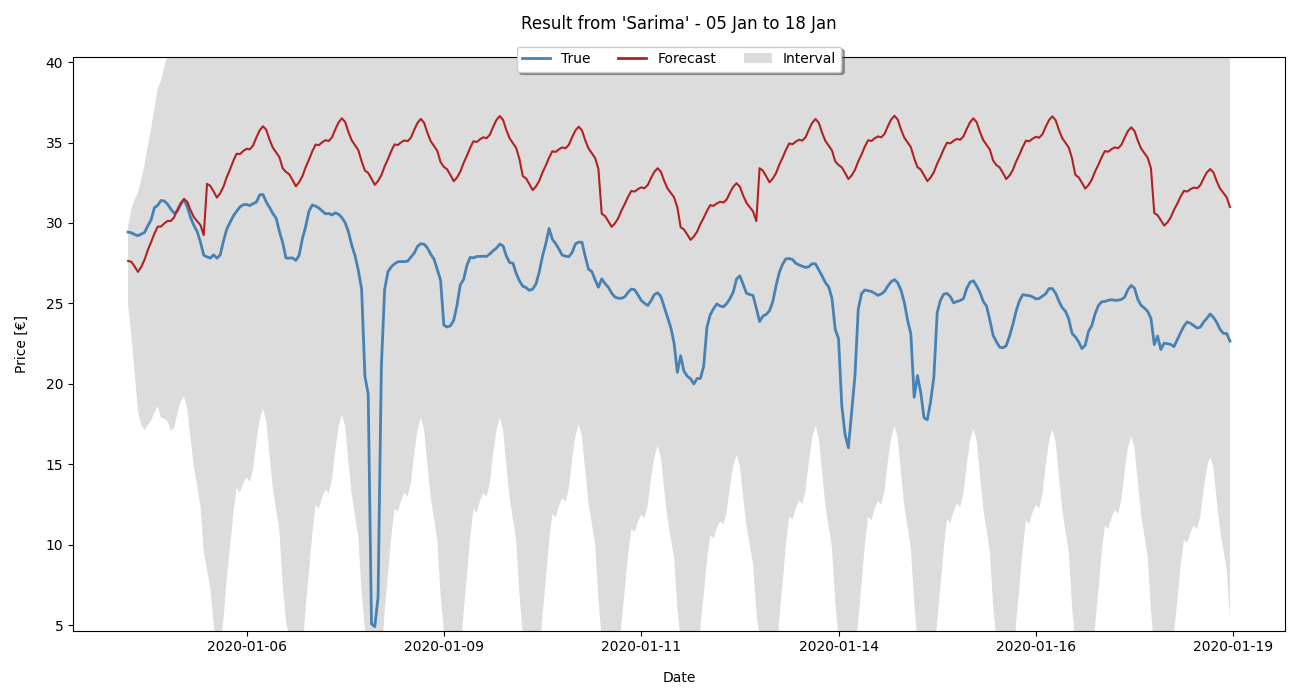 Result from 'Sarima' - 05 Jan to 18 Jan
True Forecast Interval
40
35
30
25
20
15
10
5
Price [€]
2020-01-06 2020-01-09 2020-01-11 2020-01-14 2020-01-16 2020-01-19
Date